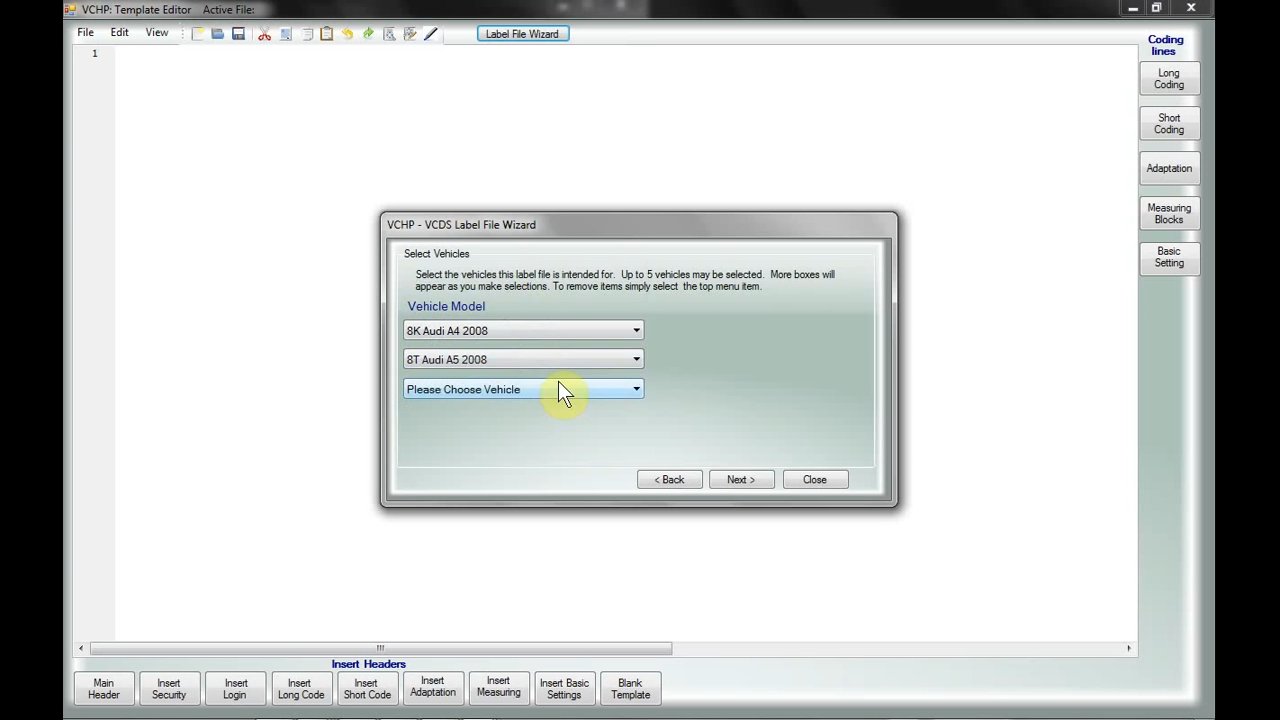 VCHP: Template Editor   Active File:
File   Edit   View   Label File Wizard
1
Coding
lines
Long
Coding
Short
Coding
Adaptation
Measuring
Blocks
Basic
Setting
VCHP - VCDS Label File Wizard
Select Vehicles
Select the vehicles this label file is intended for.  Up to 5 vehicles may be selected.  More boxes will
appear as you make selections. To remove items simply select  the top menu item.
Vehicle Model
8K Audi A4 2008
8T Audi A5 2008
Please Choose Vehicle
< Back   Next >   Close
Insert Headers
Main
Header
Insert
Security
Insert
Login
Insert
Long Code
Insert
Short Code
Insert
Adaptation
Insert
Measuring
Insert Basic
Settings
Blank
Template